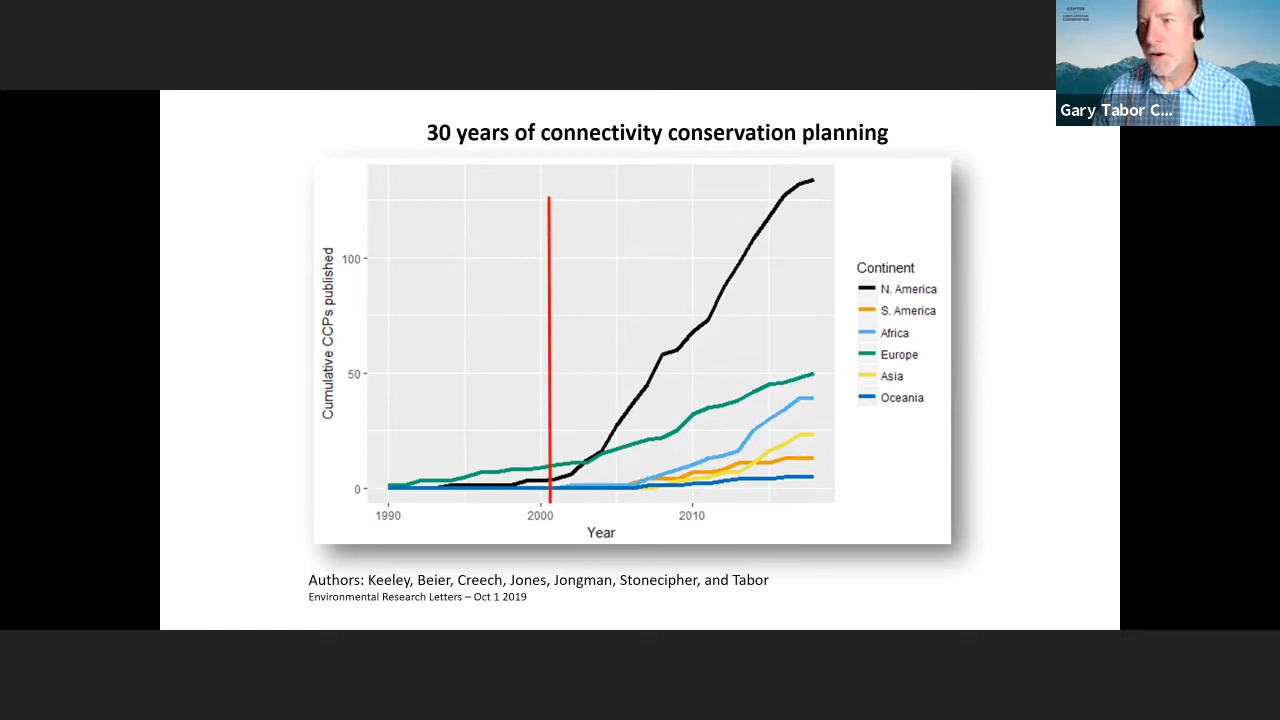 CENTER
CONSERVATION
Gary Tabor C...
30 years of connectivity conservation planning
Cumulative CCPs published
100
50
0
1990
2000
2010
Year
Continent
N. America
S. America
Africa
Europe
Asia
Oceania
Authors: Keeley, Beier, Creech, Jones, Jongman, Stonecipher, and Tabor
Environmental Research Letters – Oct 1 2019